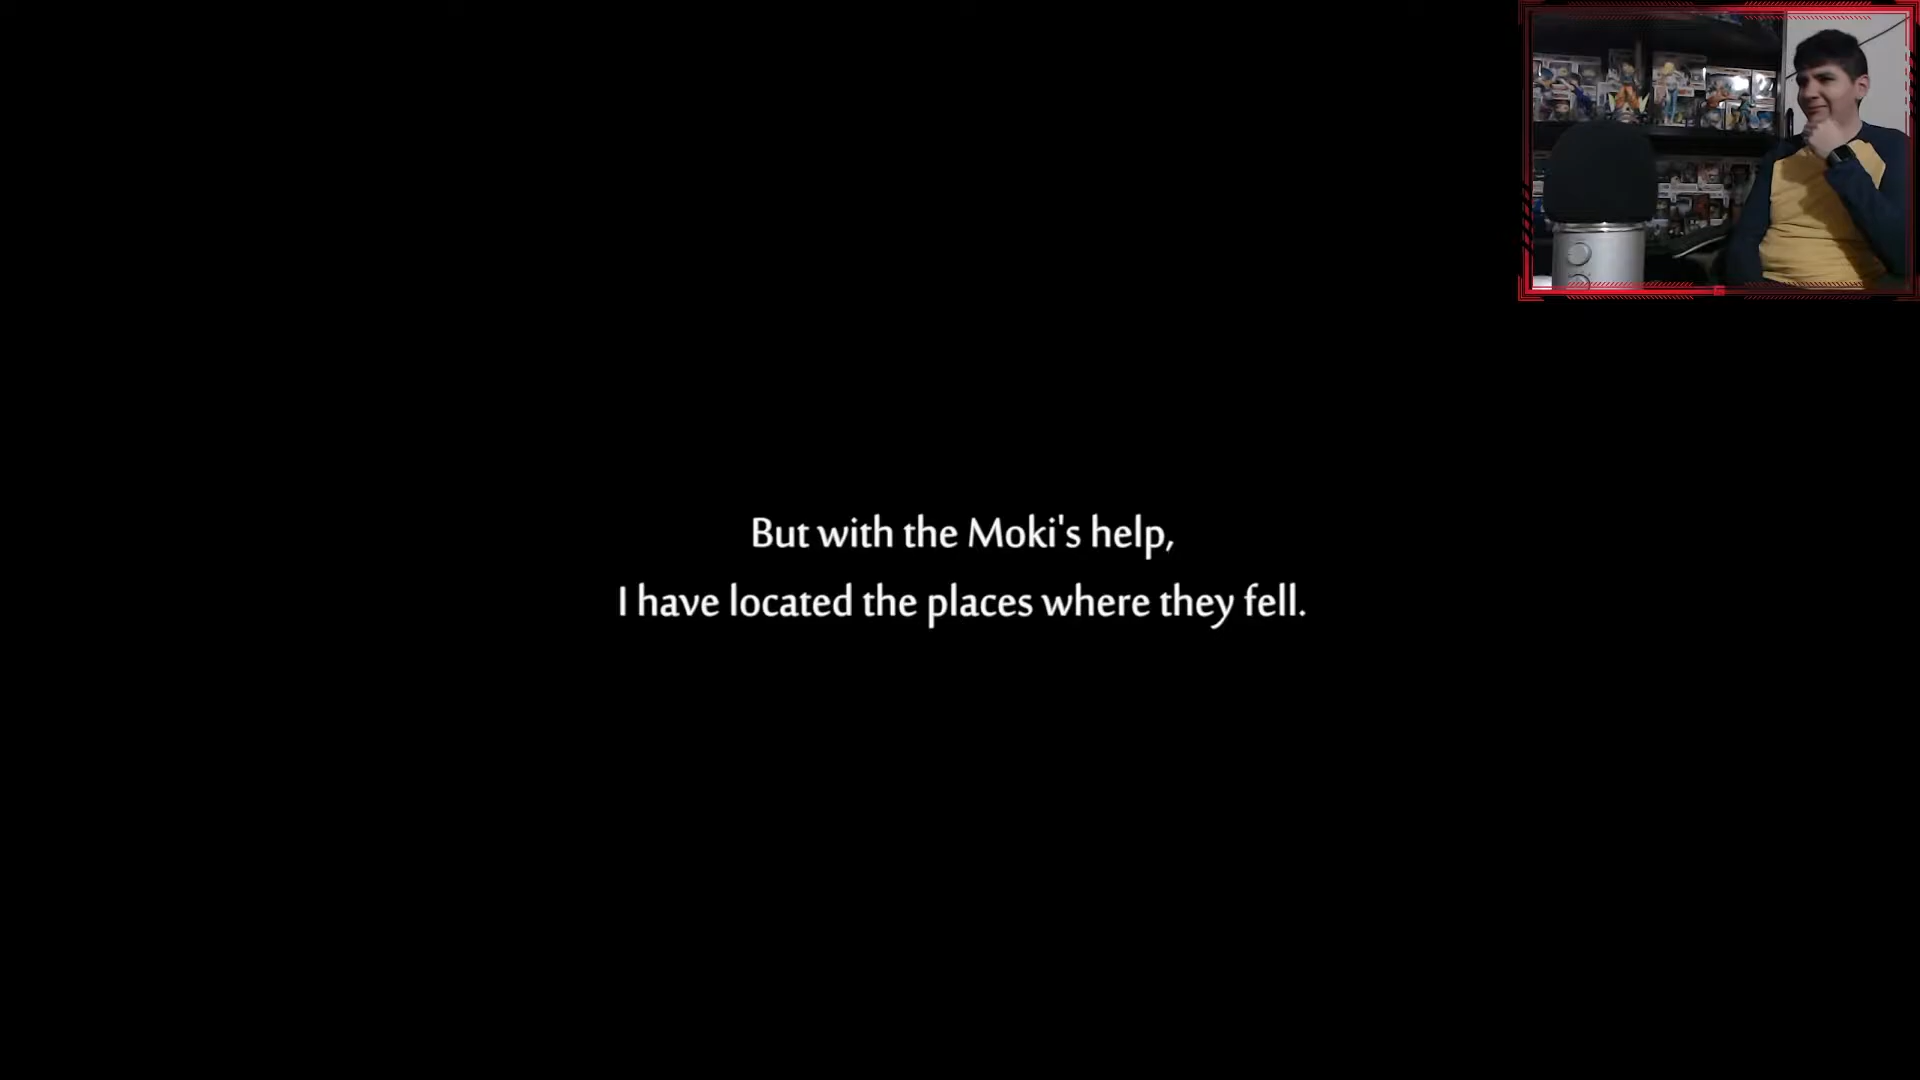 But with the Moki's help,
I have located the places where they fell.